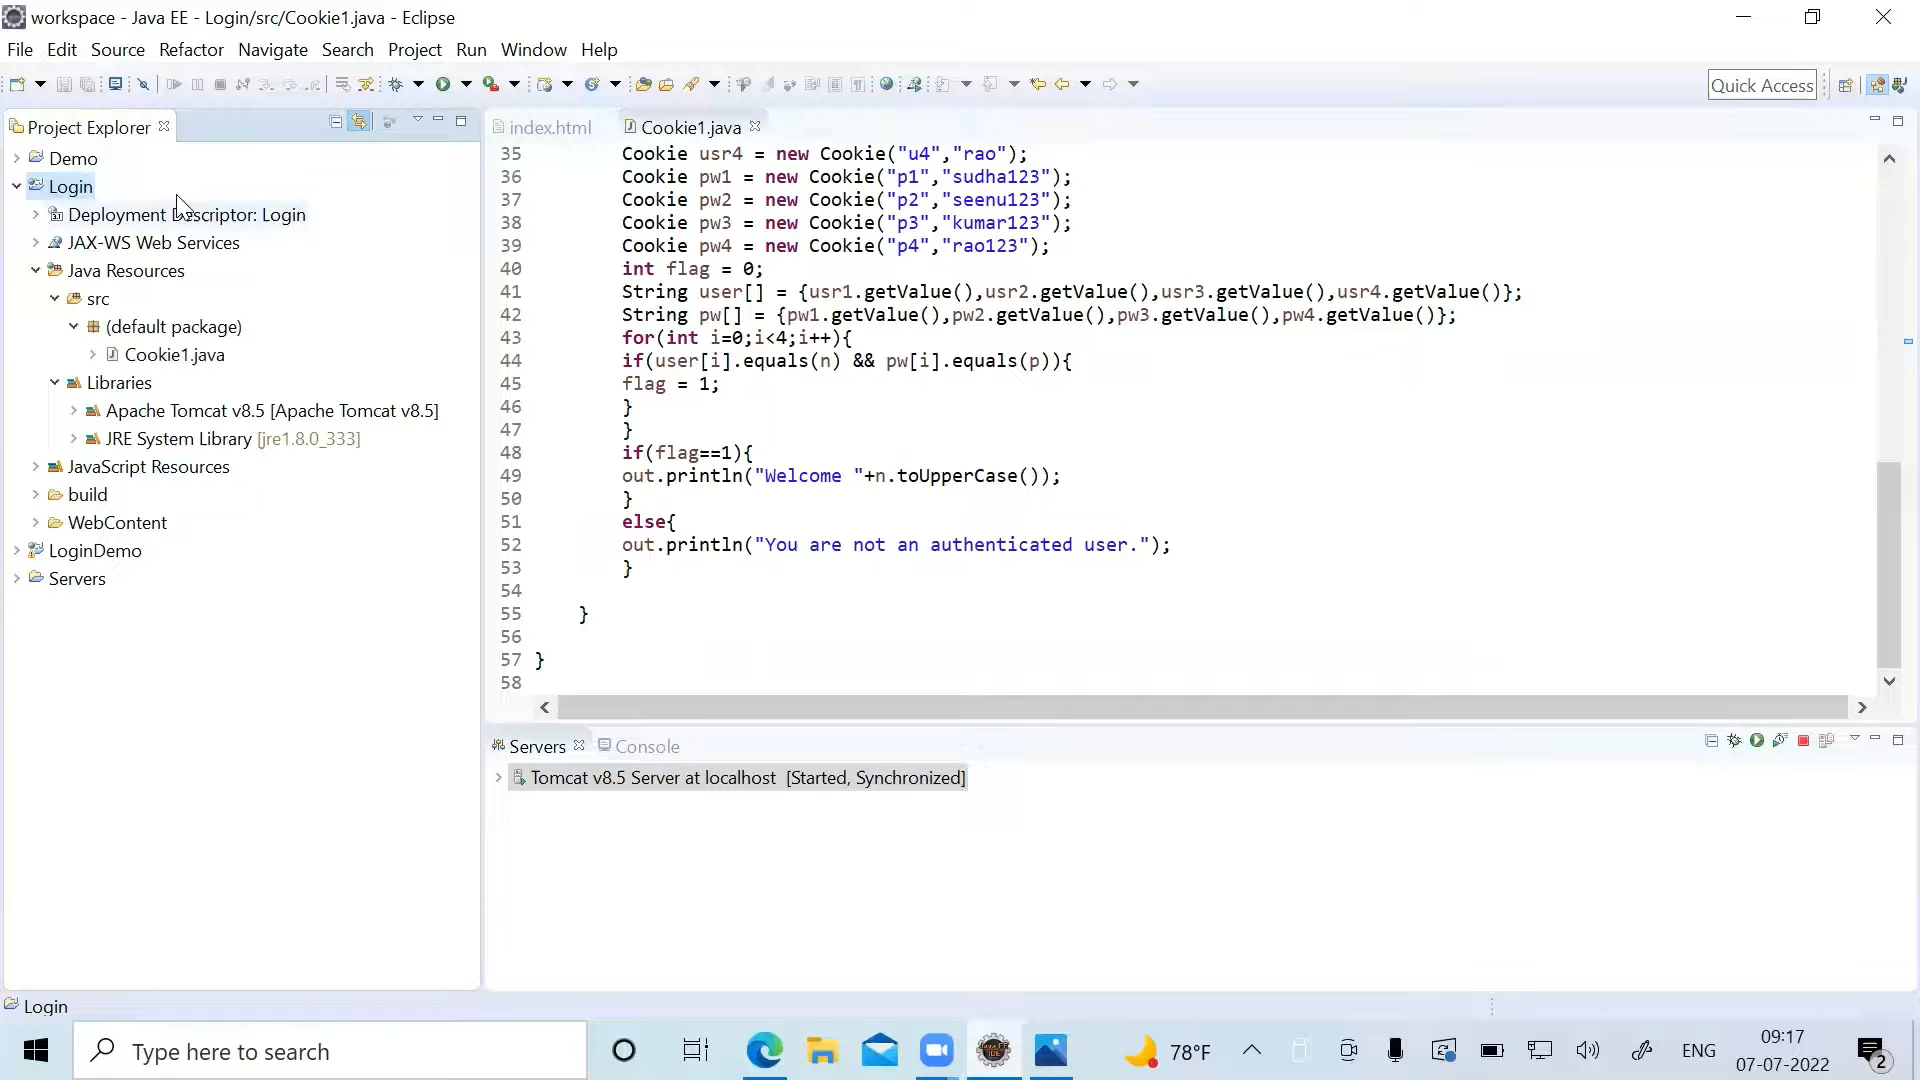 workspace - Java EE - Login/src/Cookie1.java - Eclipse
File Edit Source Refactor Navigate Search Project Run Window Help
Quick Access
Project Explorer
Demo
Login
Deployment Descriptor: Login
JAX-WS Web Services
Java Resources
src
(default package)
Cookie1.java
Libraries
Apache Tomcat v8.5 [Apache Tomcat v8.5]
JRE System Library [jre1.8.0_333]
JavaScript Resources
build
WebContent
LoginDemo
Servers
index.html Cookie1.java
35 Cookie usr4 = new Cookie("u4","rao");
36 Cookie pw1 = new Cookie("p1","sudha123");
37 Cookie pw2 = new Cookie("p2","seenu123");
38 Cookie pw3 = new Cookie("p3","kumar123");
39 Cookie pw4 = new Cookie("p4","rao123");
40 int flag = 0;
41 String user[] = {usr1.getValue(),usr2.getValue(),usr3.getValue(),usr4.getValue()};
42 String pw[] = {pw1.getValue(),pw2.getValue(),pw3.getValue(),pw4.getValue()};
43 for(int i=0;i<4;i++){
44 if(user[i].equals(n) && pw[i].equals(p)){
45 flag = 1;
46 }
47 }
48 if(flag==1){
49 out.println("Welcome "+n.toUpperCase());
50 }
51 else{
52 out.println("You are not an authenticated user.");
53 }
54
55 }
56
57 }
58
Servers Console
Tomcat v8.5 Server at localhost [Started, Synchronized]
Login
Type here to search
78°F
ENG
09:17
07-07-2022
2